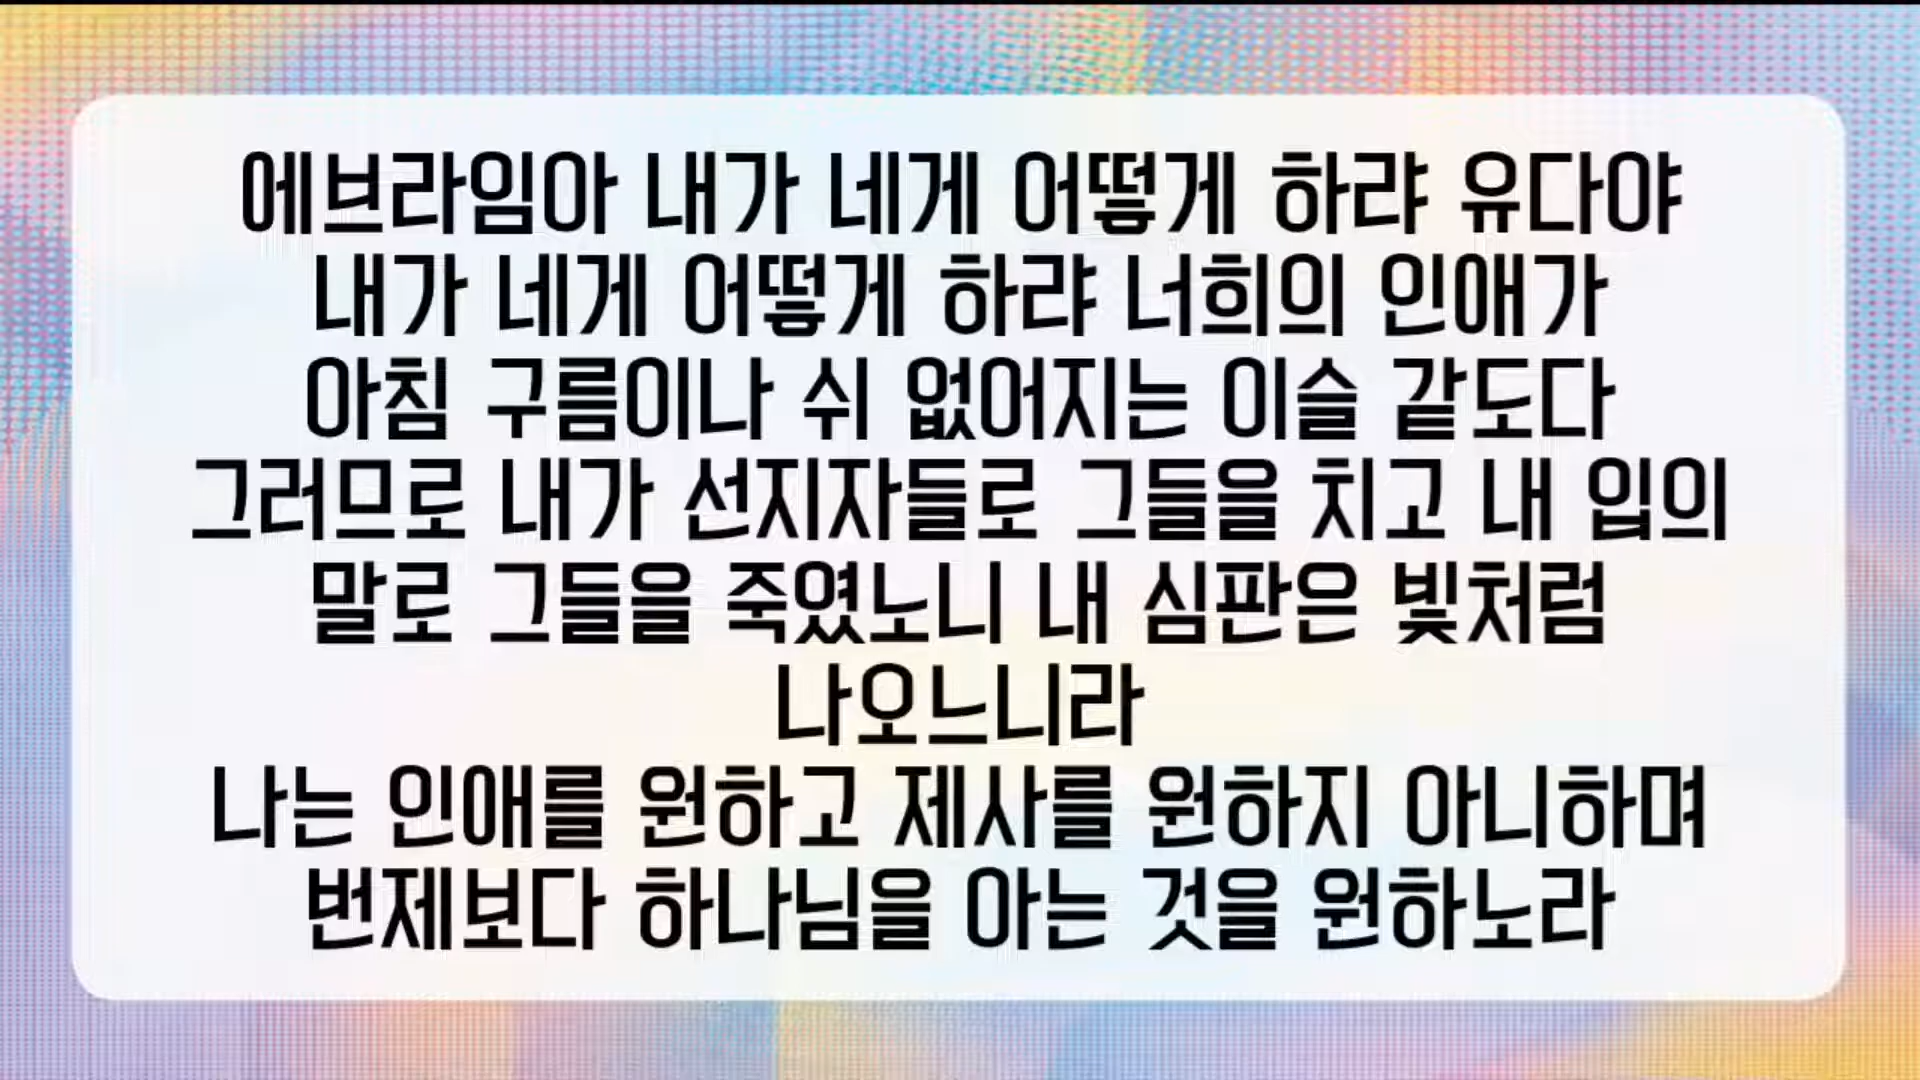 에브라임아 내가 네게 어떻게 하랴 유다야
내가 네게 어떻게 하랴 너희의 인애가
아침 구름이나 쉬 없어지는 이슬 같도다
그러므로 내가 선지자들로 그들을 치고 내 입의
말로 그들을 죽였노니 내 심판은 빛처럼
나오느니라
나는 인애를 원하고 제사를 원하지 아니하며
번제보다 하나님을 아는 것을 원하노라